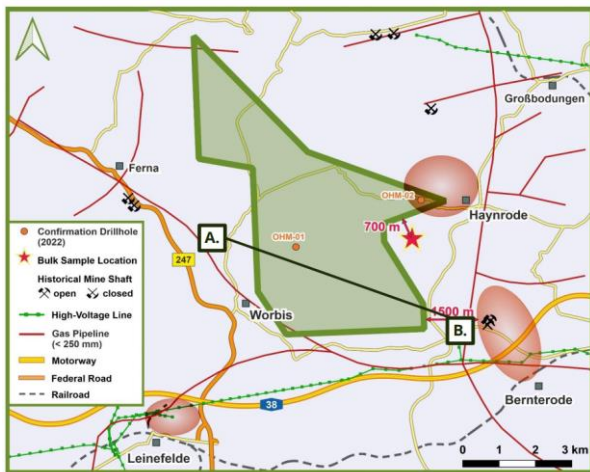 Großbodungen
Ferna
OHM-02
Haynrode
700 m
A.
OHM-01
247
1500 m
B.
Worbis
Bernterode
38
Leinefelde
Confirmation Drillhole
(2022)
Bulk Sample Location
Historical Mine Shaft
open closed
High-Voltage Line
Gas Pipeline
(< 250 mm)
Motorway
Federal Road
Railroad
0 1 2 3 km